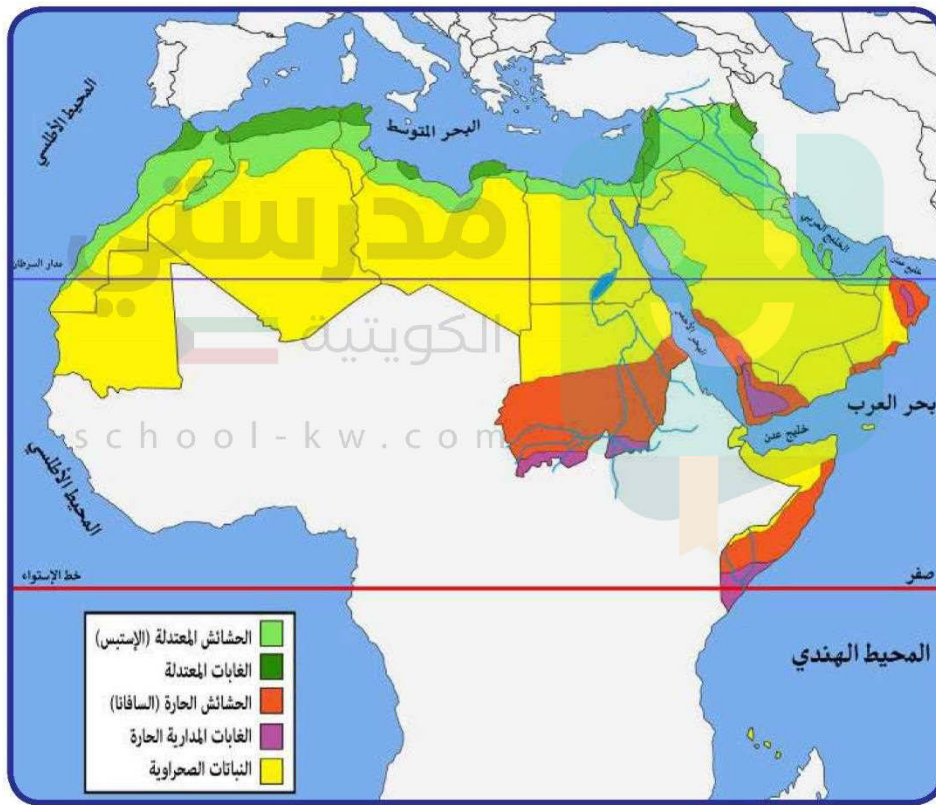 المحيط الأطلسي
البحر المتوسط
الخليج العربي
مدرستي
مدار السرطان
خليج عمان
البحر الأحمر
الكويتية
بحر العرب
school-kw.com
خليج عدن
المحيط الأطلسي
خط الإستواء
صفر
المحيط الهندي
الحشائش المعتدلة (الإستبس)
الغابات المعتدلة
الحشائش الحارة (السافانا)
الغابات المدارية الحارة
النباتات الصحراوية